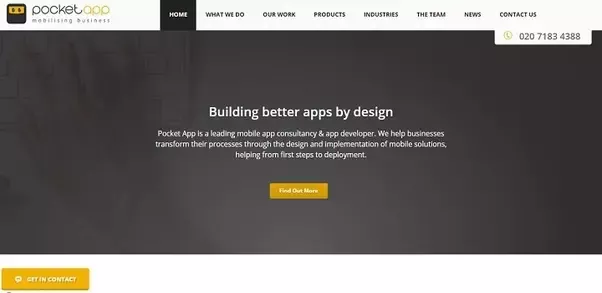 pocketapp
mobilising business
HOME WHAT WE DO OUR WORK PRODUCTS INDUSTRIES THE TEAM NEWS CONTACT US
020 7183 4388
Building better apps by design
Pocket App is a leading mobile app consultancy & app developer. We help businesses
transform their processes through the design and implementation of mobile solutions,
helping from first steps to deployment.
Find Out More
GET IN CONTACT